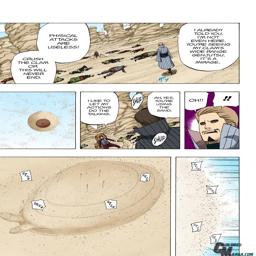 I ALREADY
TOLD YOU.
I'M NOT
EVEN HERE.
YOU'RE SEEING
MY CLAM'S
WIDE RANGE
GENJUTSU.
IT'S A
MIRAGE.
PHYSICAL
ATTACKS
ARE
USELESS!
CRUSH
THE CLAM
OR
THIS WILL
NEVER
END.
OH!!
!!
AH, YES,
YOU'RE
USING
THE
SAND.
I LIKE TO
LET MY
ACTIONS
DO THE
TALKING.